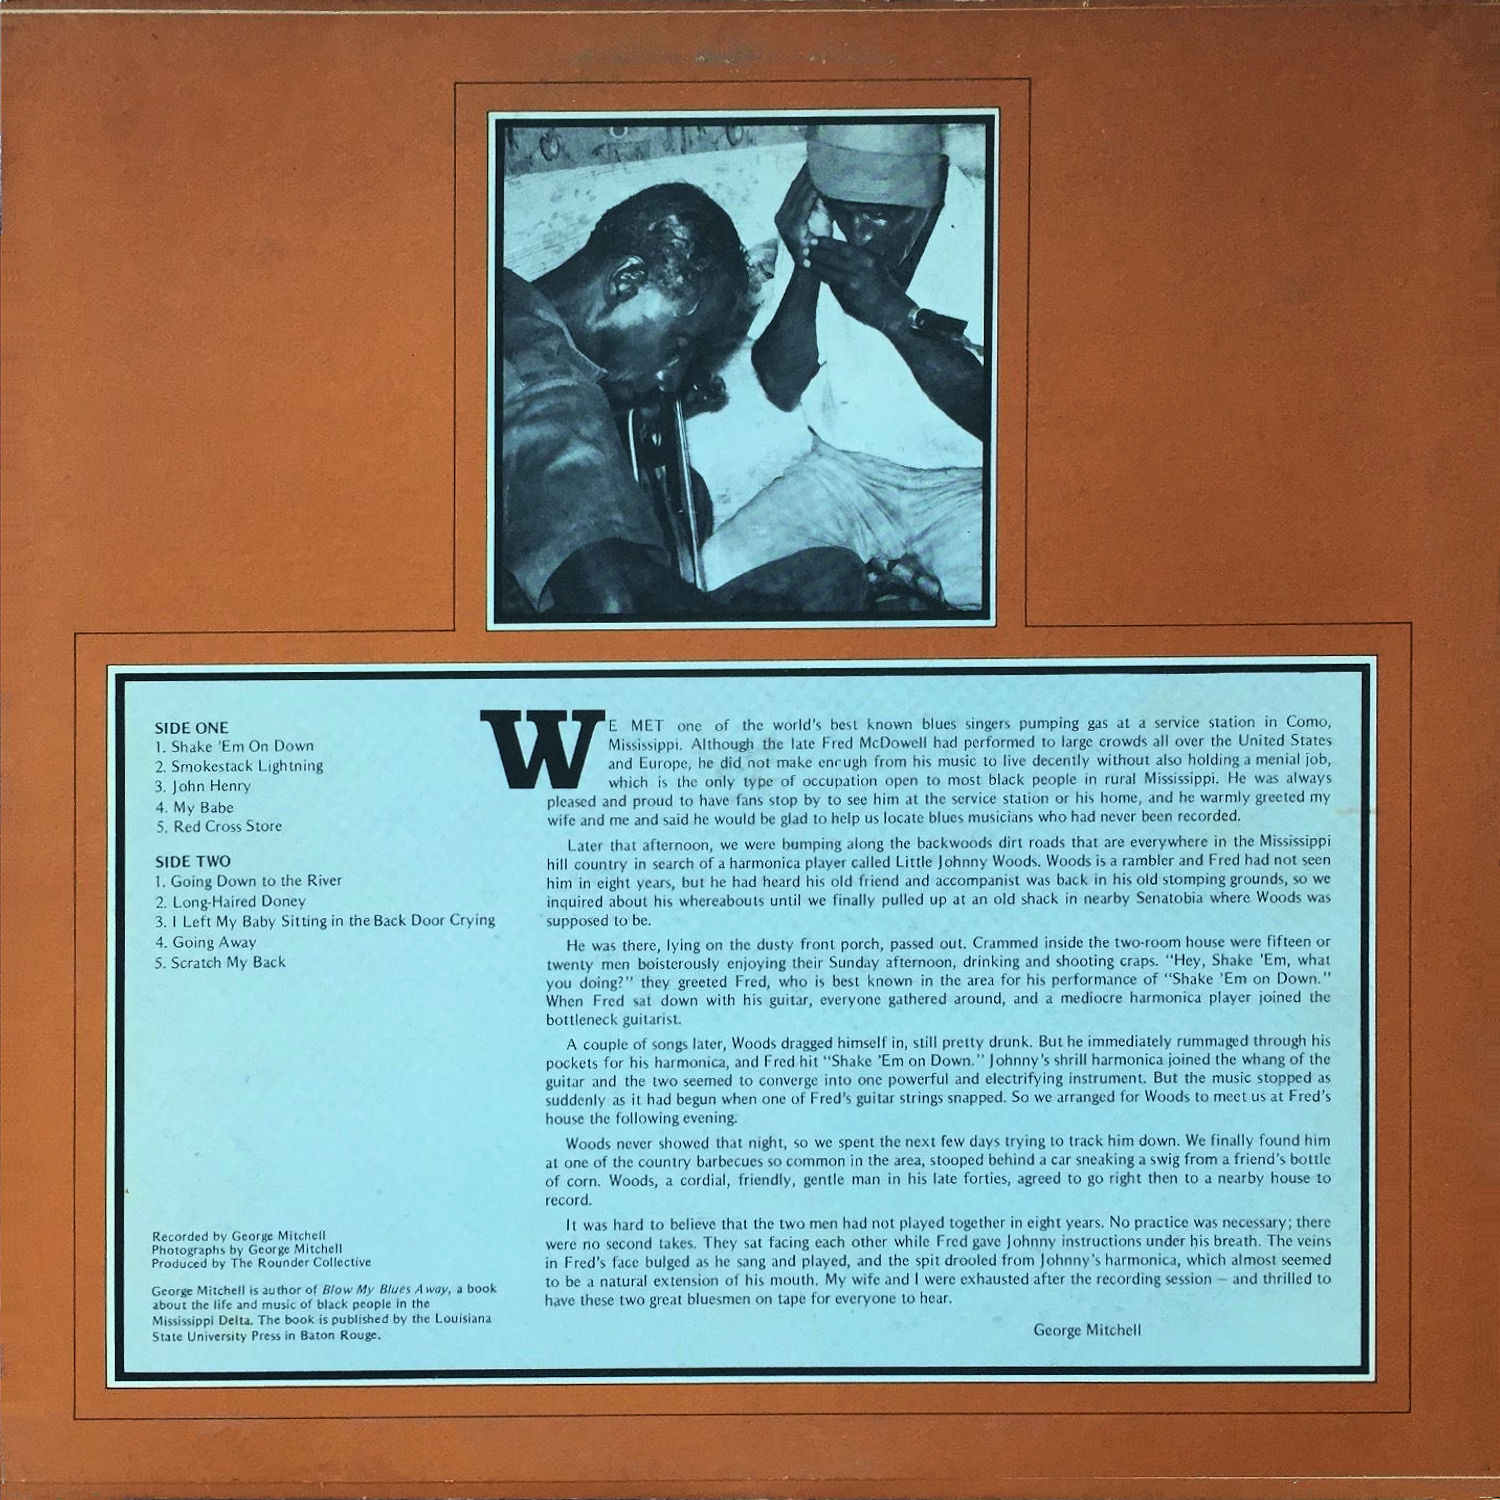 SIDE ONE
1. Shake 'Em On Down
2. Smokestack Lightning
3. John Henry
4. My Babe
5. Red Cross Store
SIDE TWO
1. Going Down to the River
2. Long-Haired Doney
3. I Left My Baby Sitting in the Back Door Crying
4. Going Away
5. Scratch My Back
Recorded by George Mitchell
Photographs by George Mitchell
Produced by The Rounder Collective
George Mitchell is author of Blow My Blues Away, a book
about the life and music of black people in the
Mississippi Delta. The book is published by the Louisiana
State University Press in Baton Rouge.
WE MET one of the world's best known blues singers pumping gas at a service station in Como,
Mississippi. Although the late Fred McDowell had performed to large crowds all over the United States
and Europe, he did not make enrugh from his music to live decently without also holding a menial job,
which is the only type of occupation open to most black people in rural Mississippi. He was always
pleased and proud to have fans stop by to see him at the service station or his home, and he warmly greeted my
wife and me and said he would be glad to help us locate blues musicians who had never been recorded.
Later that afternoon, we were bumping along the backwoods dirt roads that are everywhere in the Mississippi
hill country in search of a harmonica player called Little Johnny Woods. Woods is a rambler and Fred had not seen
him in eight years, but he had heard his old friend and accompanist was back in his old stomping grounds, so we
inquired about his whereabouts until we finally pulled up at an old shack in nearby Senatobia where Woods was
supposed to be.
He was there, lying on the dusty front porch, passed out. Crammed inside the two-room house were fifteen or
twenty men boisterously enjoying their Sunday afternoon, drinking and shooting craps. "Hey, Shake 'Em, what
you doing?" they greeted Fred, who is best known in the area for his performance of "Shake 'Em on Down."
When Fred sat down with his guitar, everyone gathered around, and a mediocre harmonica player joined the
bottleneck guitarist.
A couple of songs later, Woods dragged himself in, still pretty drunk. But he immediately rummaged through his
pockets for his harmonica, and Fred hit "Shake 'Em on Down." Johnny's shrill harmonica joined the whang of the
guitar and the two seemed to converge into one powerful and electrifying instrument. But the music stopped as
suddenly as it had begun when one of Fred's guitar strings snapped. So we arranged for Woods to meet us at Fred's
house the following evening.
Woods never showed that night, so we spent the next few days trying to track him down. We finally found him
at one of the country barbecues so common in the area, stooped behind a car sneaking a swig from a friend's bottle
of corn. Woods, a cordial, friendly, gentle man in his late forties, agreed to go right then to a nearby house to
record.
It was hard to believe that the two men had not played together in eight years. No practice was necessary; there
were no second takes. They sat facing each other while Fred gave Johnny instructions under his breath. The veins
in Fred's face bulged as he sang and played, and the spit drooled from Johnny's harmonica, which almost seemed
to be a natural extension of his mouth. My wife and I were exhausted after the recording session – and thrilled to
have these two great bluesmen on tape for everyone to hear.
George Mitchell